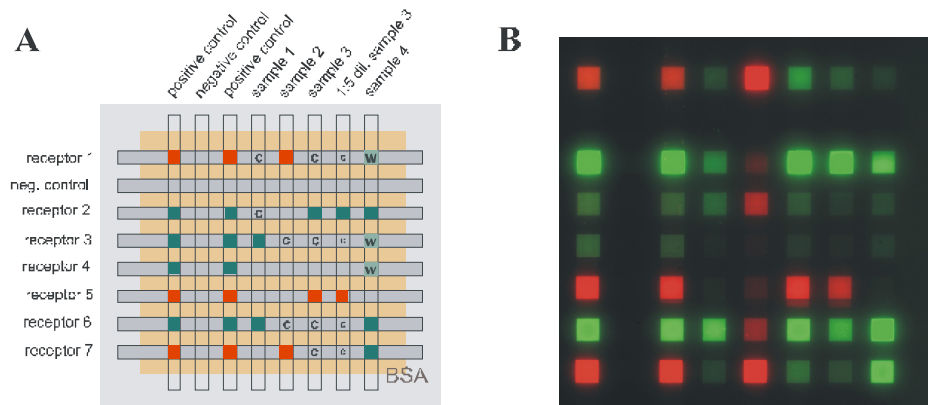 A
B
positive control
negative control
positive control
sample 1
sample 2
sample 3
1:5 dil. sample 3
sample 4
receptor 1 C C c W
neg. control
receptor 2 C
receptor 3 C C c W
receptor 4 W
receptor 5
receptor 6 C C c
receptor 7 C c
BSA